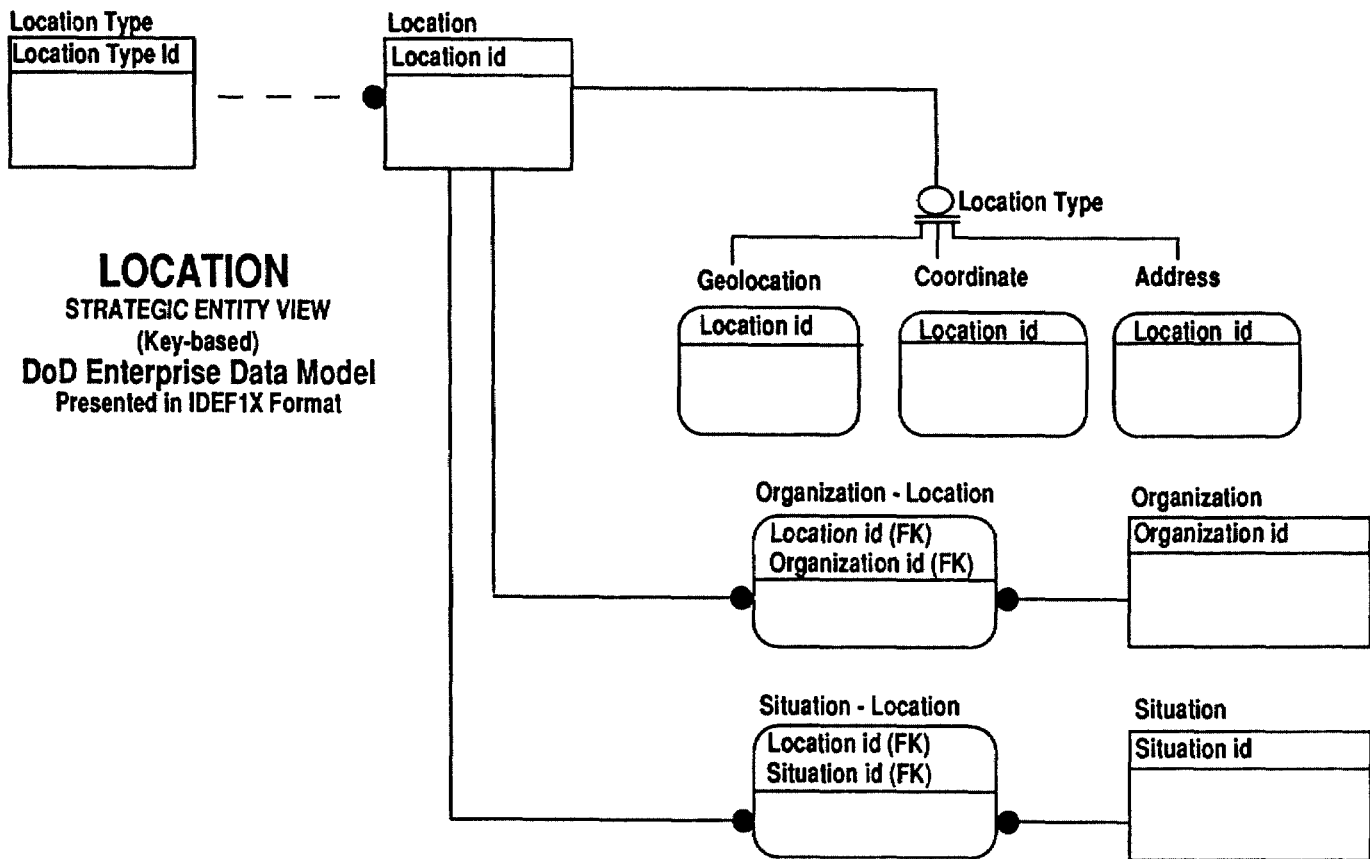 Location Type
Location Type Id
Location
Location id
Location Type
LOCATION
STRATEGIC ENTITY VIEW
(Key-based)
DoD Enterprise Data Model
Presented in IDEF1X Format
Geolocation
Location id
Coordinate
Location id
Address
Location id
Organization - Location
Location id (FK)
Organization id (FK)
Organization
Organization id
Situation - Location
Location id (FK)
Situation id (FK)
Situation
Situation id